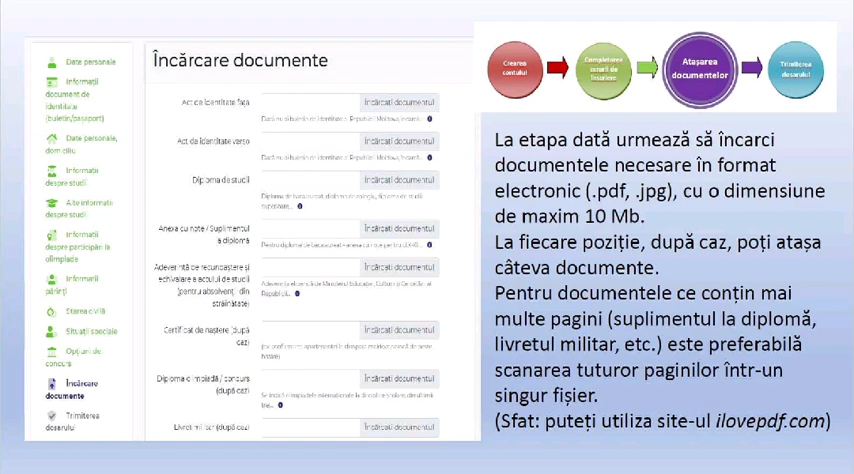 Date personale
Informații
document de
identitate
(buletin/pasaport)
Date personale,
domiciliu
Informații
despre studii
Alte informații
despre studii
Informații
despre participări la
olimpiade
Informații
părinți
Starea civilă
Situații speciale
Opțiuni de
concurs
Încărcare
documente
Trimiterea
dosarului
Încărcare documente
Act de identitate față
Încărcați documentul
Act de identitate verso
Încărcați documentul
Diploma de studii
Încărcați documentul
Anexa cu note / Suplimentul
a diplomă
Încărcați documentul
Adeverință de recunoaștere și
echivalare a actului de studii
(pentru absolvenți din
străinătate)
Încărcați documentul
Certificat de naștere (după
caz)
Încărcați documentul
Diploma olimpiadă / concurs
(după caz)
Încărcați documentul
Livret militar (după caz)
Încărcați documentul
Crearea
contului
Completarea
cererii de
înscriere
Atașarea
documentelor
Trimiterea
dosarului
La etapa dată urmează să încarci
documentele necesare în format
electronic (.pdf, .jpg), cu o dimensiune
de maxim 10 Mb.
La fiecare poziție, după caz, poți atașa
câteva documente.
Pentru documentele ce conțin mai
multe pagini (suplimentul la diplomă,
livretul militar, etc.) este preferabilă
scanarea tuturor paginilor într-un
singur fișier.
(Sfat: puteți utiliza site-ul ilovepdf.com)